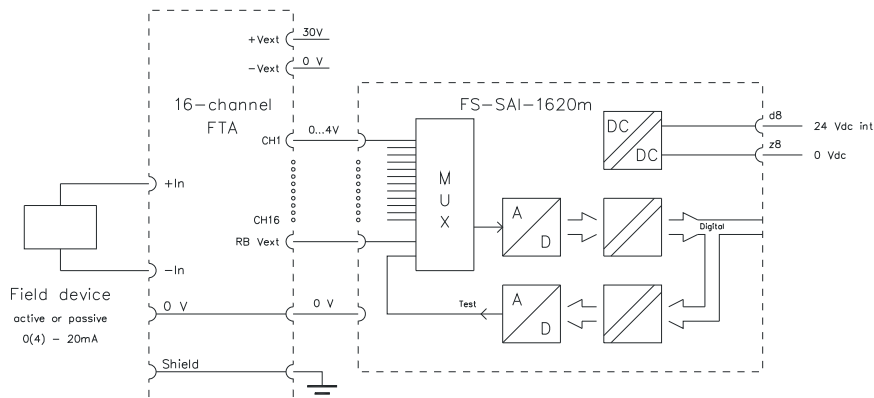 +Vext
30V
-Vext
0 V
16-channel
FTA
FS-SAI-1620m
DC
DC
d8
24 Vdc int
z8
0 Vdc
CH1
0...4V
M
U
X
+In
CH16
A
D
Digital
RB Vext
-In
Field device
active or passive
0(4) - 20mA
0 V
0 V
Test
A
D
Shield